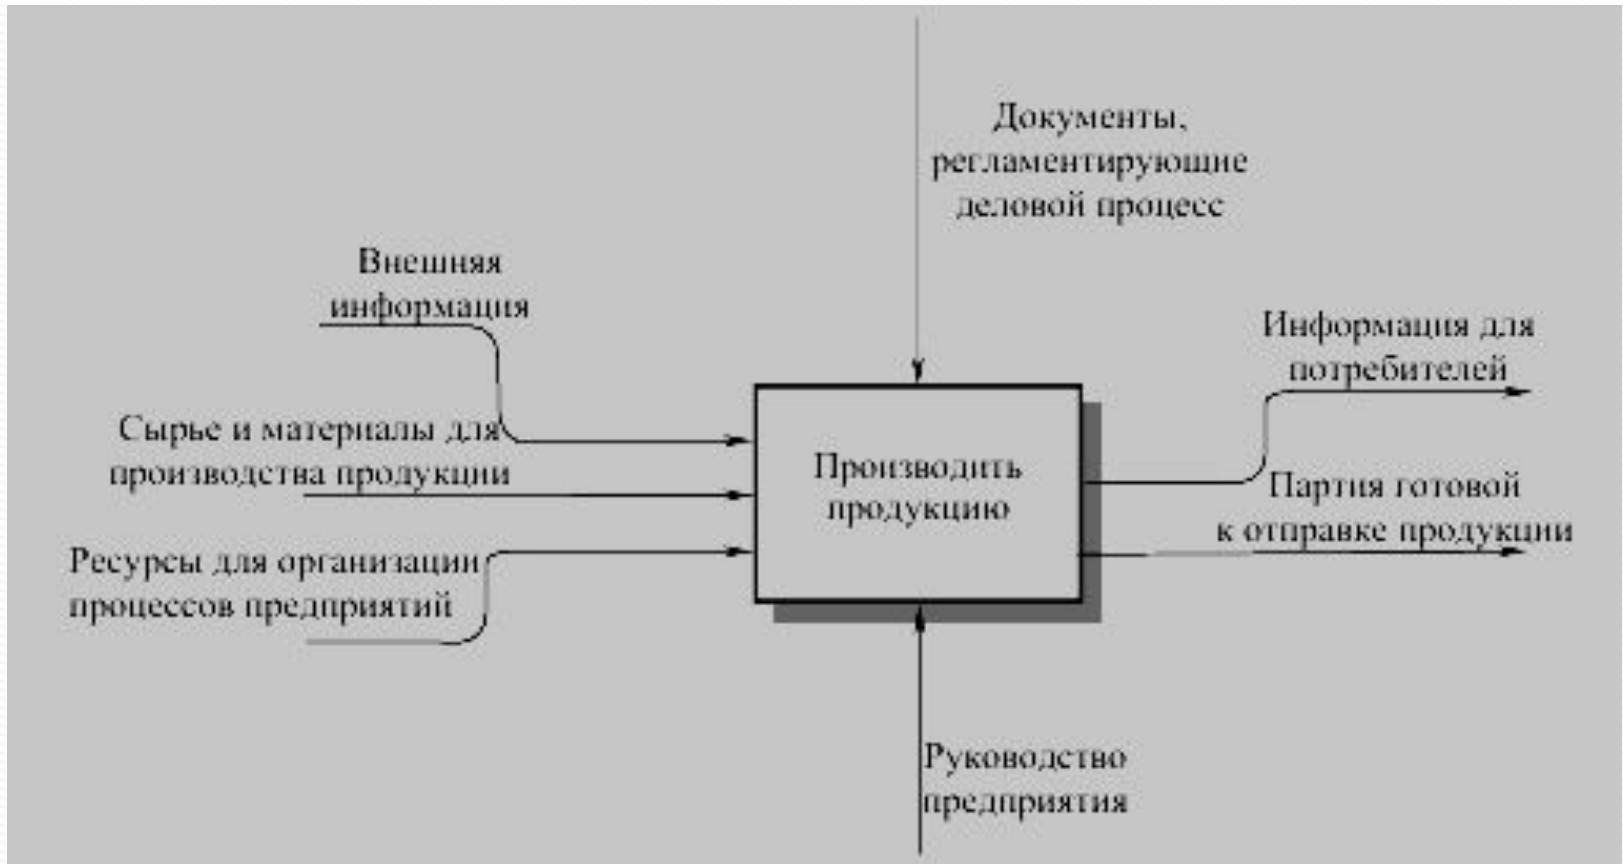 Документы,
регламентирующие
деловой процесс
Внешняя
информация
Сырье и материалы для
производства продукции
Ресурсы для организации
процессов предприятий
Производить
продукцию
Информация для
потребителей
Партия готовой
к отправке продукции
Руководство
предприятия